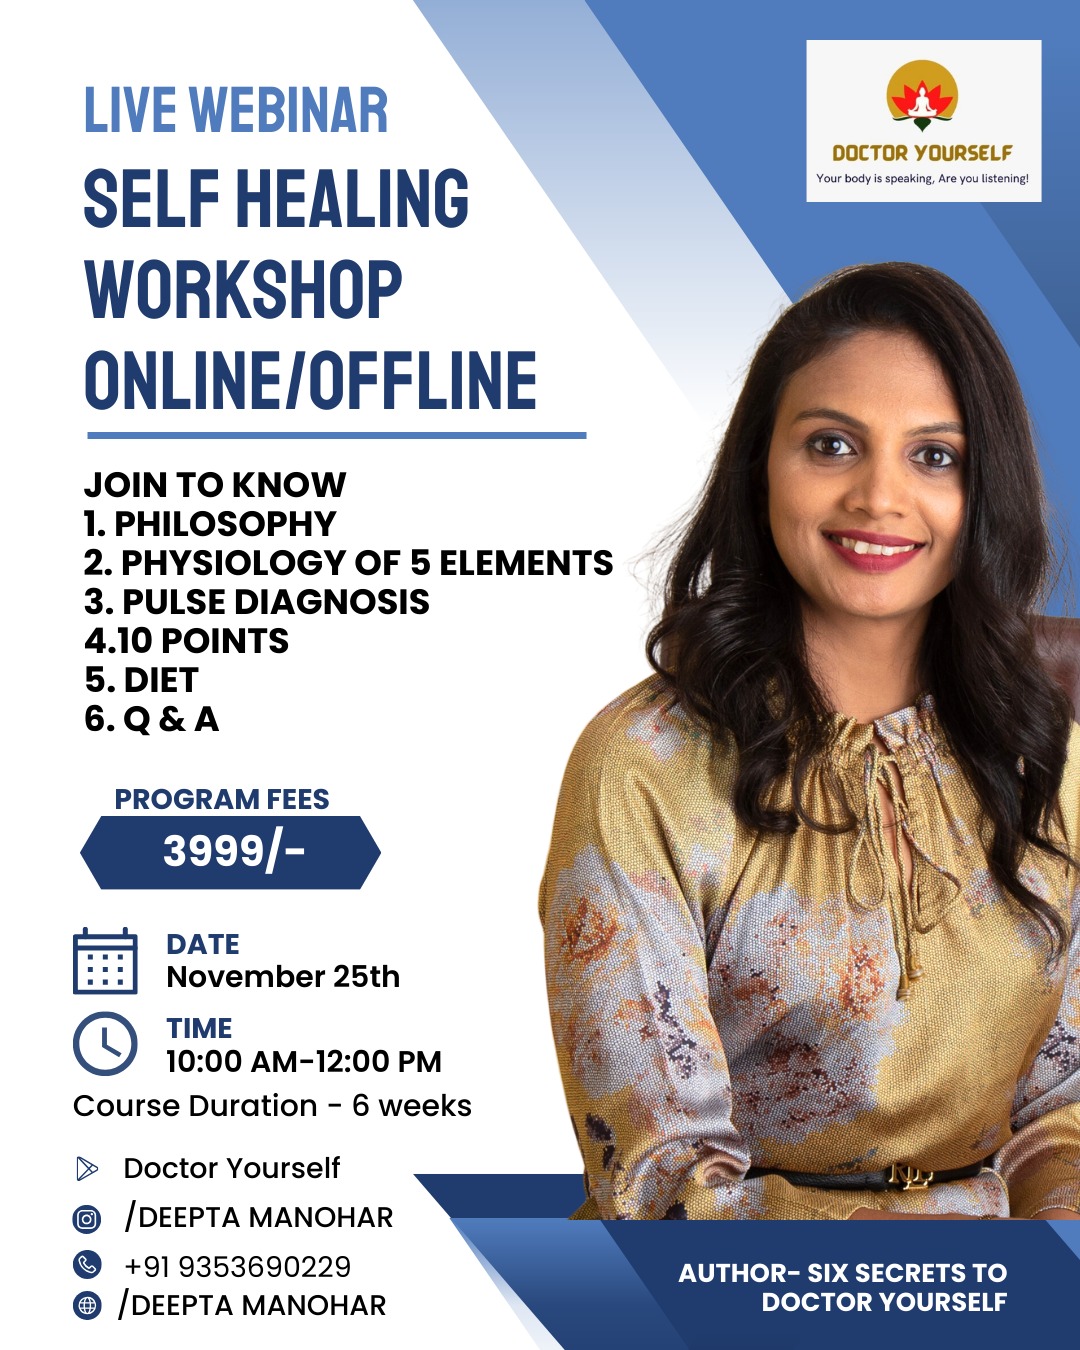 LIVE WEBINAR
SELF HEALING
WORKSHOP
ONLINE/OFFLINE
DOCTOR YOURSELF
Your body is speaking, Are you listening!
JOIN TO KNOW
1. PHILOSOPHY
2. PHYSIOLOGY OF 5 ELEMENTS
3. PULSE DIAGNOSIS
4.10 POINTS
5. DIET
6. Q & A
PROGRAM FEES
3999/-
DATE
November 25th
TIME
10:00 AM-12:00 PM
Course Duration - 6 weeks
Doctor Yourself
/DEEPTA MANOHAR
+91 9353690229
/DEEPTA MANOHAR
AUTHOR- SIX SECRETS TO
DOCTOR YOURSELF